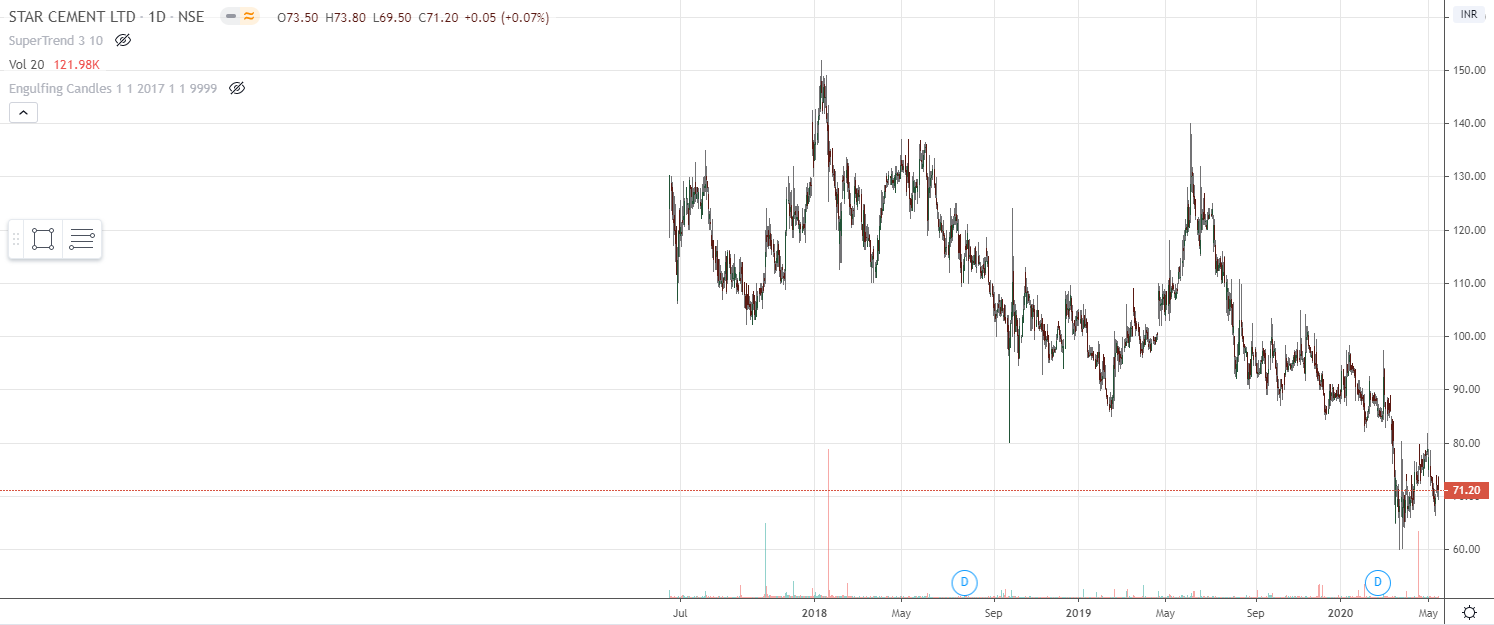 STAR CEMENT LTD · 1D · NSE O73.50 H73.80 L69.50 C71.20 +0.05 (+0.07%)
INR
SuperTrend 3 10
Vol 20 121.98K
Engulfing Candles 1 1 2017 1 1 9999
150.00
140.00
130.00
120.00
110.00
100.00
90.00
80.00
71.20
60.00
D D
Jul 2018 May Sep 2019 May Sep 2020 May